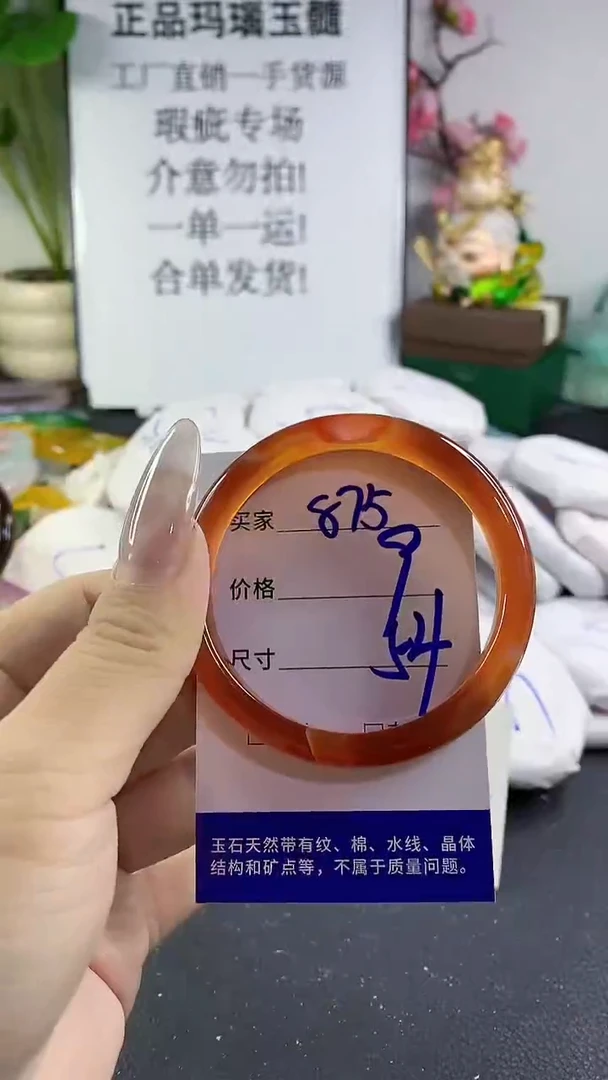 正品玛瑙玉髓
工厂直销一手货源
瑕疵专场
介意勿拍!
一单一运!
合单发货!
买家 875
价格 9
尺寸 54
玉石天然带有纹、棉、水线、晶体
结构和矿点等，不属于质量问题。